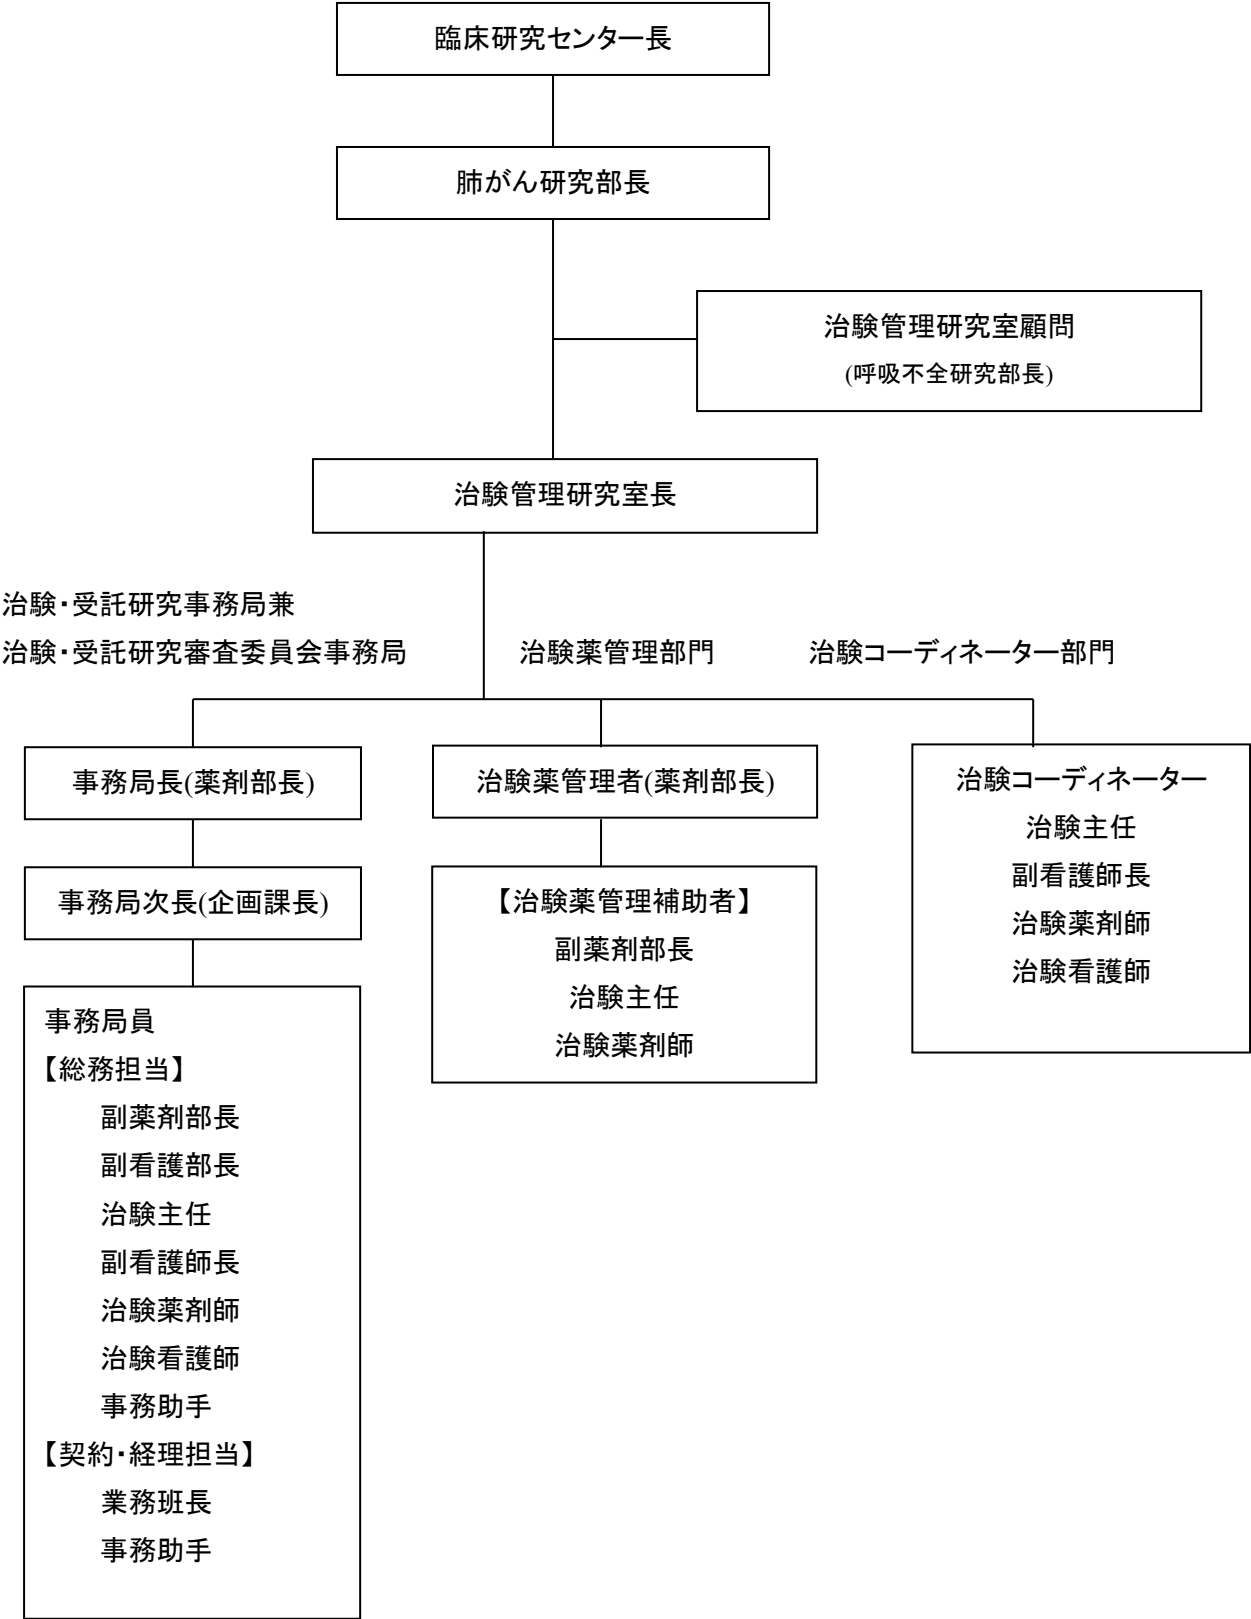 臨床研究センター長
肺がん研究部長
治験管理研究室顧問
(呼吸不全研究部長)
治験管理研究室長
治験・受託研究事務局兼
治験・受託研究審査委員会事務局
治験薬管理部門
治験コーディネーター部門
事務局長(薬剤部長)
事務局次長(企画課長)
事務局員
【総務担当】
副薬剤部長
副看護部長
治験主任
副看護師長
治験薬剤師
治験看護師
事務助手
【契約・経理担当】
業務班長
事務助手
治験薬管理者(薬剤部長)
【治験薬管理補助者】
副薬剤部長
治験主任
治験薬剤師
治験コーディネーター
治験主任
副看護師長
治験薬剤師
治験看護師